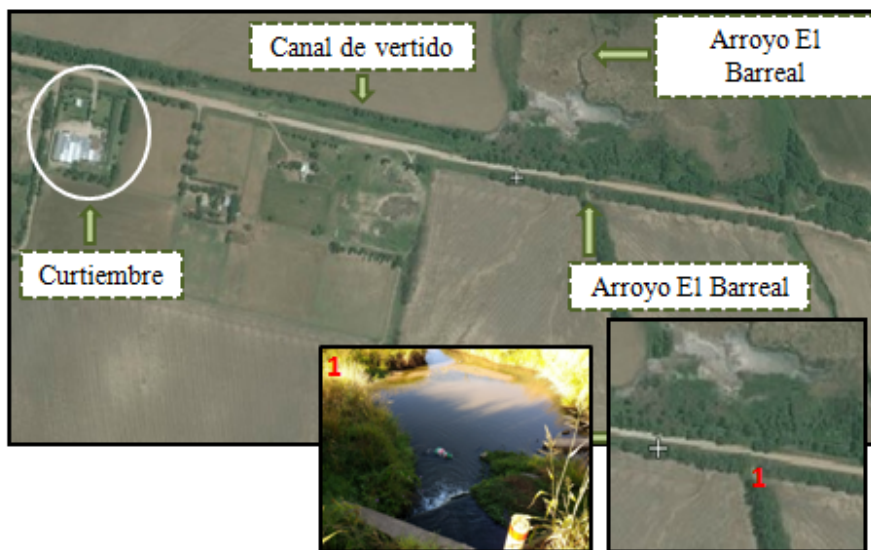 Canal de vertido
Arroyo El
Barreal
Curtiembre
Arroyo El Barreal
1
1